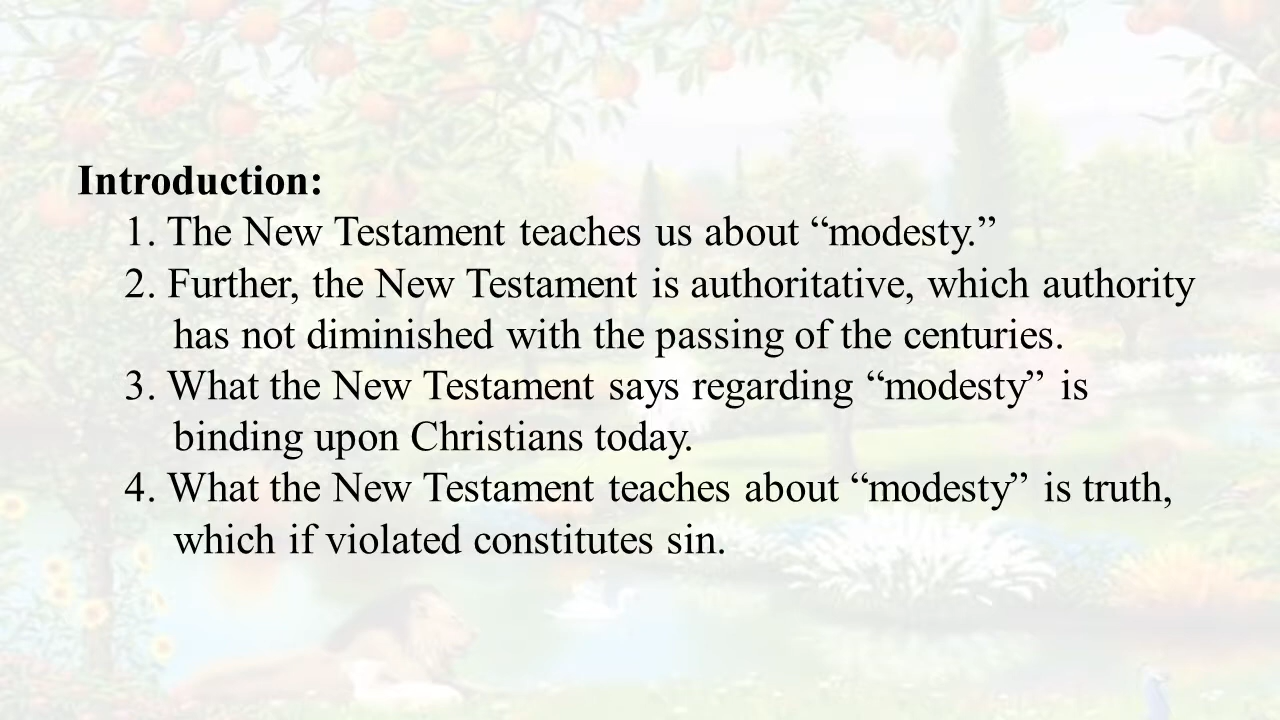 Introduction:
1. The New Testament teaches us about “modesty.”
2. Further, the New Testament is authoritative, which authority
has not diminished with the passing of the centuries.
3. What the New Testament says regarding “modesty” is
binding upon Christians today.
4. What the New Testament teaches about “modesty” is truth,
which if violated constitutes sin.